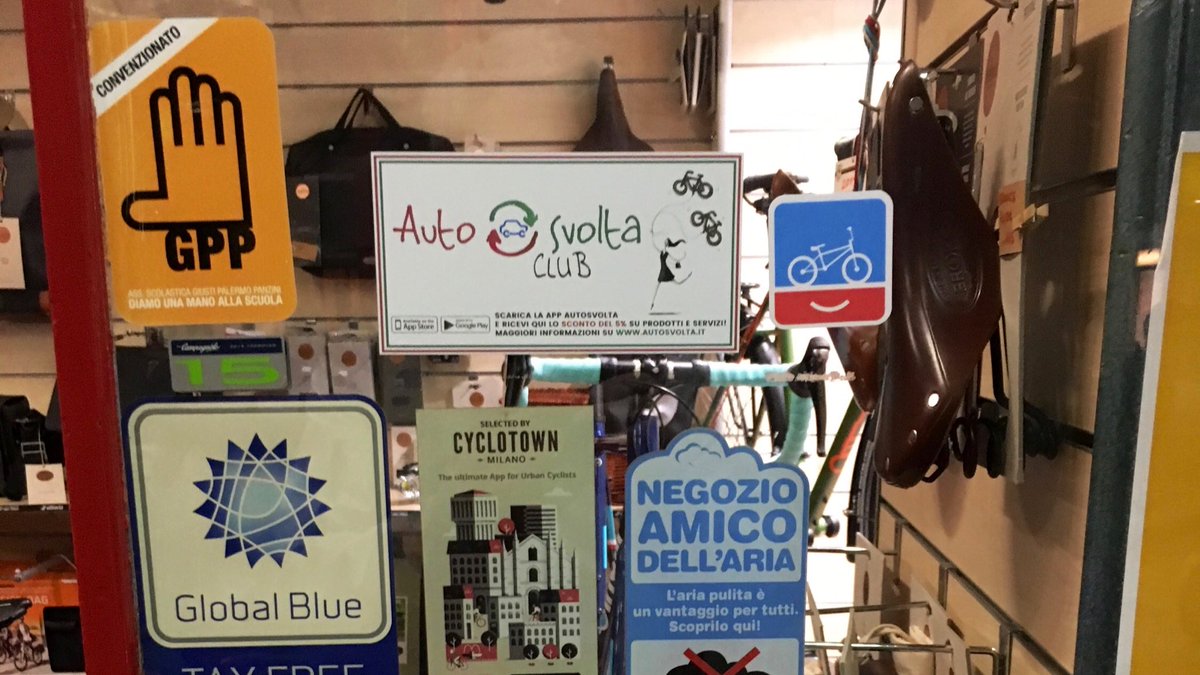 CONVENZIONATO
GPP
ASS. SCOLASTICA GIUSTI PALERMO PANZINI
DIAMO UNA MANO ALLA SCUOLA
Auto svolta
CLUB
App Store
Google Play
SCARICA LA APP AUTOSVOLTA
E RICEVI QUI LO SCONTO DEL 5% SU PRODOTTI E SERVIZI!
MAGGIORI INFORMAZIONI SU WWW.AUTOSVOLTA.IT
Campagnolo
15
Global Blue
TAX FREE
SELECTED BY
CYCLOTOWN
MILANO
The ultimate App for Urban Cyclists
NEGOZIO
AMICO
DELL'ARIA
L'aria pulita è
un vantaggio per tutti.
Scoprilo qui!